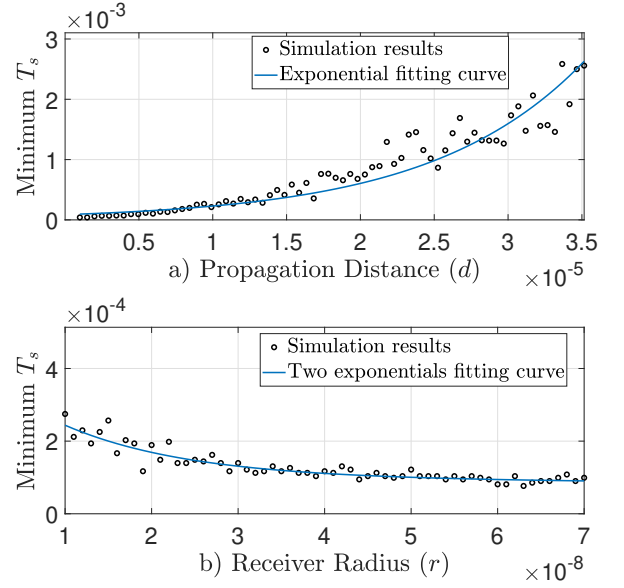 ×10^-3
3
2
1
0
Minimum T_s
Simulation results
Exponential fitting curve
0.5 1 1.5 2 2.5 3 3.5
a) Propagation Distance (d)
×10^-5
×10^-4
4
2
0
Minimum T_s
Simulation results
Two exponentials fitting curve
1 2 3 4 5 6 7
b) Receiver Radius (r)
×10^-8